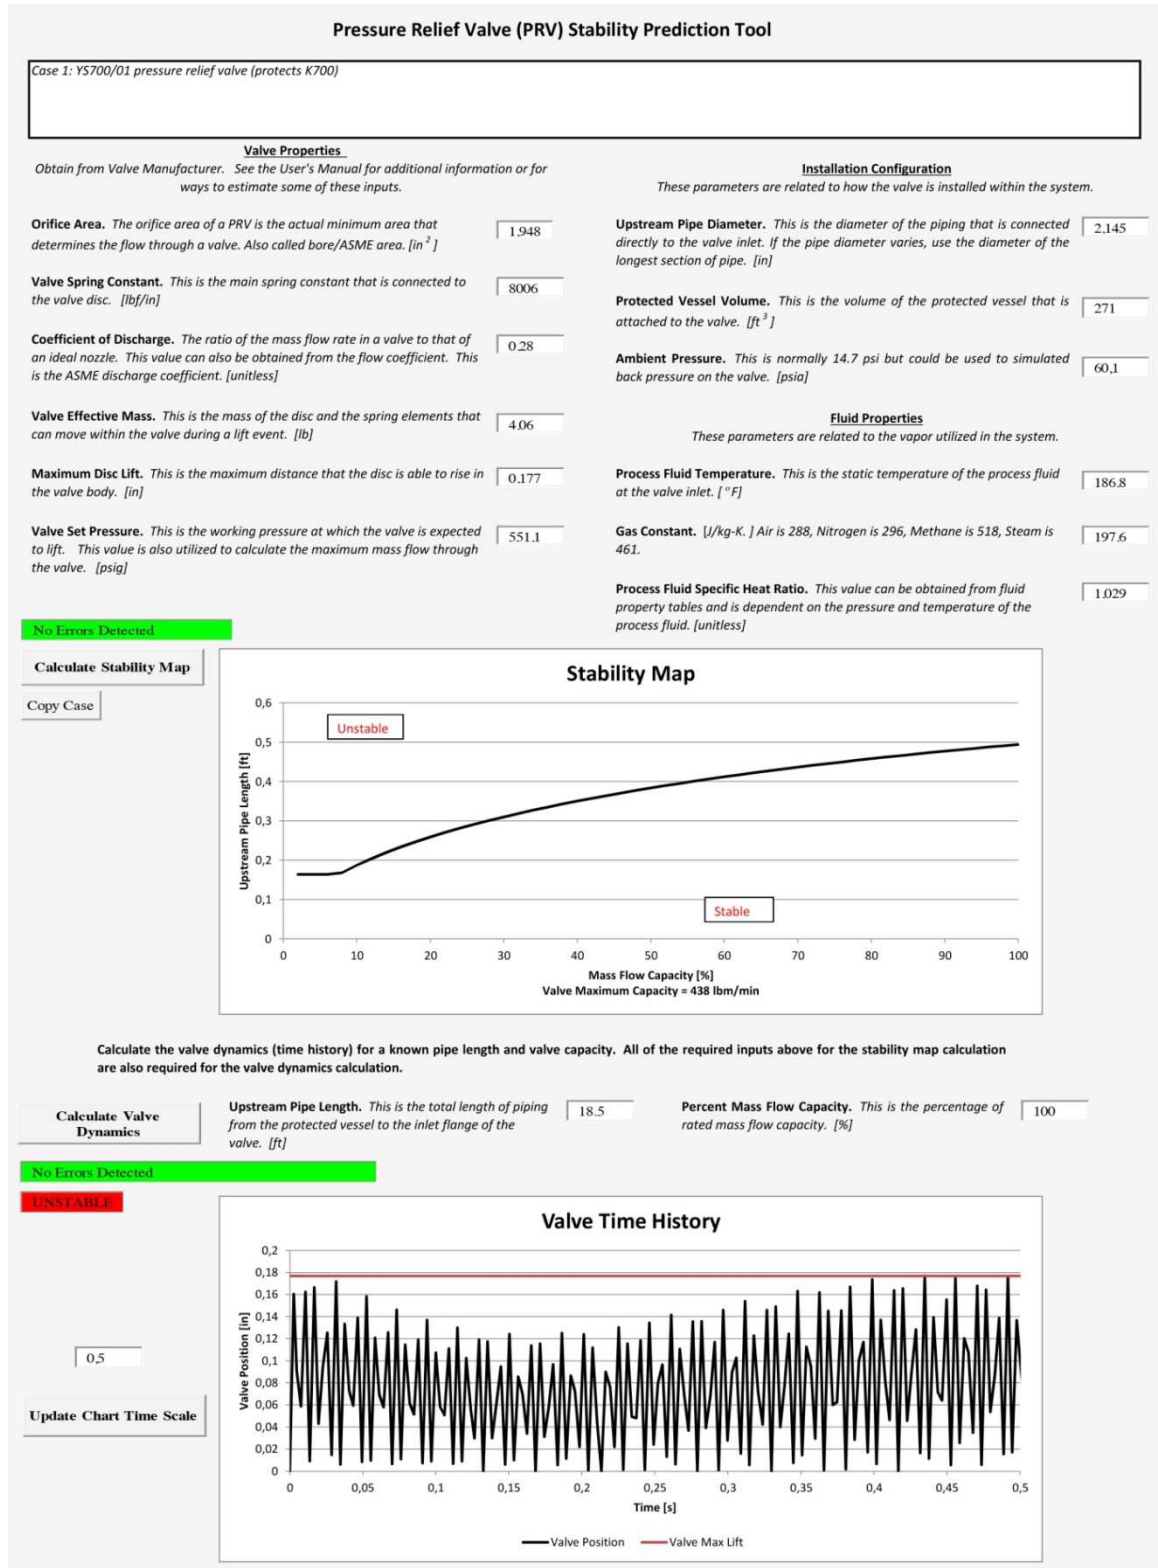 Pressure Relief Valve (PRV) Stability Prediction Tool
Case 1: YS700/01 pressure relief valve (protects K700)
Valve Properties
Obtain from Valve Manufacturer. See the User's Manual for additional information or for
ways to estimate some of these inputs.
Orifice Area. The orifice area of a PRV is the actual minimum area that
determines the flow through a valve. Also called bore/ASME area. [in²]
1.948
Valve Spring Constant. This is the main spring constant that is connected to
the valve disc. [lbf/in]
8006
Coefficient of Discharge. The ratio of the mass flow rate in a valve to that of
an ideal nozzle. This value can also be obtained from the flow coefficient. This
is the ASME discharge coefficient. [unitless]
0.28
Valve Effective Mass. This is the mass of the disc and the spring elements that
can move within the valve during a lift event. [lb]
4.06
Maximum Disc Lift. This is the maximum distance that the disc is able to rise in
the valve body. [in]
0.177
Valve Set Pressure. This is the working pressure at which the valve is expected
to lift. This value is also utilized to calculate the maximum mass flow through
the valve. [psig]
551.1
Installation Configuration
These parameters are related to how the valve is installed within the system.
Upstream Pipe Diameter. This is the diameter of the piping that is connected
directly to the valve inlet. If the pipe diameter varies, use the diameter of the
longest section of pipe. [in]
2,145
Protected Vessel Volume. This is the volume of the protected vessel that is
attached to the valve. [ft³]
271
Ambient Pressure. This is normally 14.7 psi but could be used to simulated
back pressure on the valve. [psia]
60,1
Fluid Properties
These parameters are related to the vapor utilized in the system.
Process Fluid Temperature. This is the static temperature of the process fluid
at the valve inlet. [°F]
186.8
Gas Constant. [J/kg-K.] Air is 288, Nitrogen is 296, Methane is 518, Steam is
461.
197.6
Process Fluid Specific Heat Ratio. This value can be obtained from fluid
property tables and is dependent on the pressure and temperature of the
process fluid. [unitless]
1.029
No Errors Detected
Calculate Stability Map
Copy Case
Stability Map
Upstream Pipe Length [ft]
0,6
0,5
0,4
0,3
0,2
0,1
0
Unstable
Stable
0 10 20 30 40 50 60 70 80 90 100
Mass Flow Capacity [%]
Valve Maximum Capacity = 438 lbm/min
Calculate the valve dynamics (time history) for a known pipe length and valve capacity. All of the required inputs above for the stability map calculation
are also required for the valve dynamics calculation.
Calculate Valve
Dynamics
Upstream Pipe Length. This is the total length of piping
from the protected vessel to the inlet flange of the
valve. [ft]
18.5
Percent Mass Flow Capacity. This is the percentage of
rated mass flow capacity. [%]
100
No Errors Detected
UNSTABLE
0,5
Update Chart Time Scale
Valve Time History
Valve Position [in]
0,2
0,18
0,16
0,14
0,12
0,1
0,08
0,06
0,04
0,02
0
0 0,05 0,1 0,15 0,2 0,25 0,3 0,35 0,4 0,45 0,5
Time [s]
Valve Position Valve Max Lift